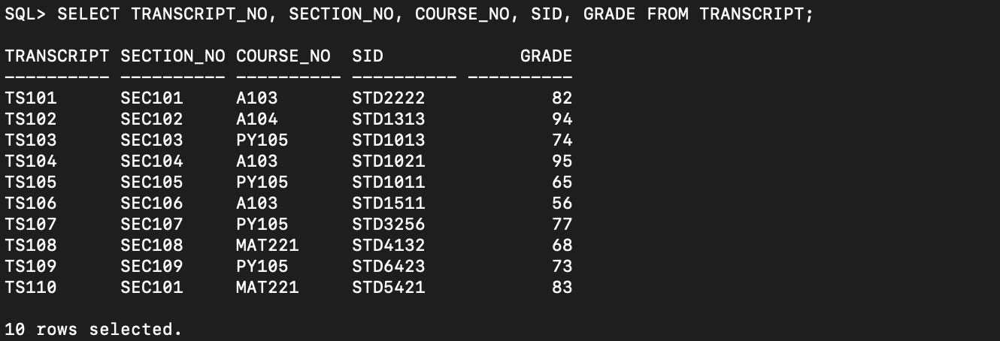 SQL> SELECT TRANSCRIPT_NO, SECTION_NO, COURSE_NO, SID, GRADE FROM TRANSCRIPT;
TRANSCRIPT SECTION_NO COURSE_NO  SID             GRADE
---------- ---------- ---------- ---------- ----------
TS101      SEC101     A103       STD2222            82
TS102      SEC102     A104       STD1313            94
TS103      SEC103     PY105      STD1013            74
TS104      SEC104     A103       STD1021            95
TS105      SEC105     PY105      STD1011            65
TS106      SEC106     A103       STD1511            56
TS107      SEC107     PY105      STD3256            77
TS108      SEC108     MAT221     STD4132            68
TS109      SEC109     PY105      STD6423            73
TS110      SEC101     MAT221     STD5421            83
10 rows selected.